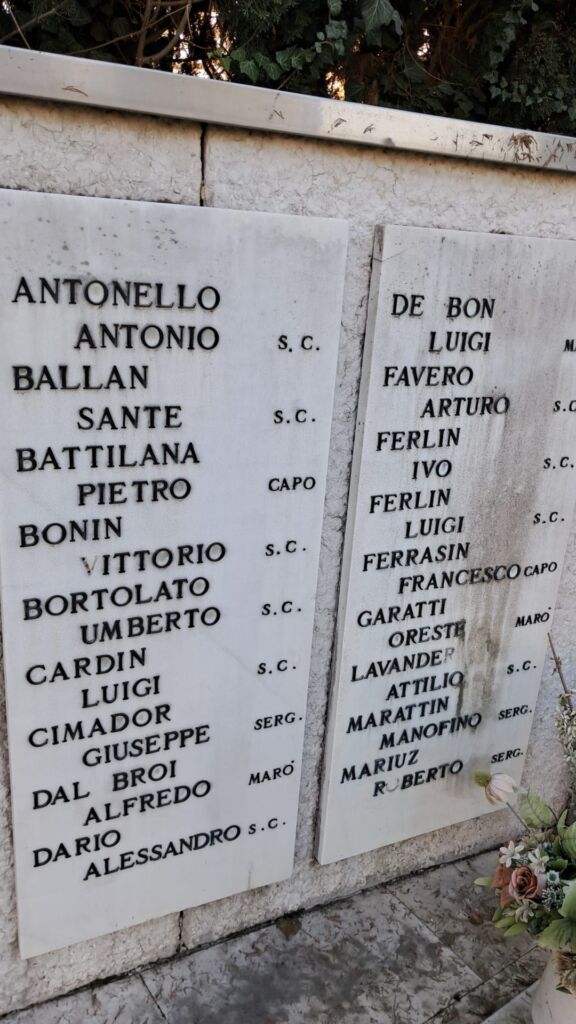 ANTONELLO
ANTONIO S.C.
BALLAN
SANTE S.C.
BATTILANA
PIETRO CAPO
BONIN
VITTORIO S.C.
BORTOLATO
UMBERTO S.C.
CARDIN
LUIGI S.C.
CIMADOR
GIUSEPPE SERG.
DAL BROI
ALFREDO MARÒ
DARIO
ALESSANDRO S.C.
DE BON
LUIGI
FAVERO
ARTURO S.C.
FERLIN
IVO S.C.
FERLIN
LUIGI S.C.
FERRASIN
FRANCESCO CAPO
GARATTI
ORESTE MARÒ
LAVANDER
ATTILIO S.C.
MARATTIN
MANOFINO SERG.
MARIUZ
ROBERTO SERG.